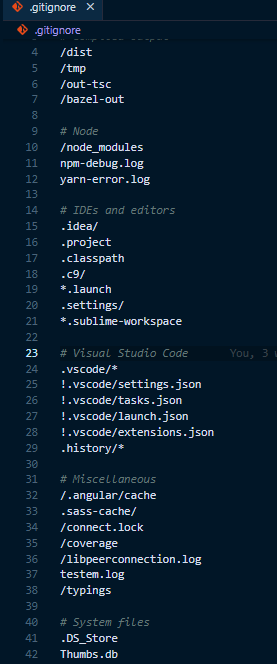 .gitignore
.gitignore
4 /dist
5 /tmp
6 /out-tsc
7 /bazel-out
8
9 # Node
10 /node_modules
11 npm-debug.log
12 yarn-error.log
13
14 # IDEs and editors
15 .idea/
16 .project
17 .classpath
18 .c9/
19 *.launch
20 .settings/
21 *.sublime-workspace
22
23 # Visual Studio Code You, 3
24 .vscode/*
25 !.vscode/settings.json
26 !.vscode/tasks.json
27 !.vscode/launch.json
28 !.vscode/extensions.json
29 .history/*
30
31 # Miscellaneous
32 /.angular/cache
33 .sass-cache/
34 /connect.lock
35 /coverage
36 /libpeerconnection.log
37 testem.log
38 /typings
39
40 # System files
41 .DS_Store
42 Thumbs.db